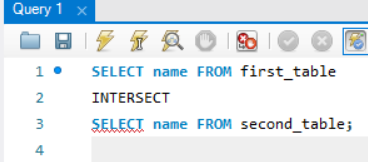 Query 1
1 SELECT name FROM first_table
2 INTERSECT
3 SELECT name FROM second_table;
4